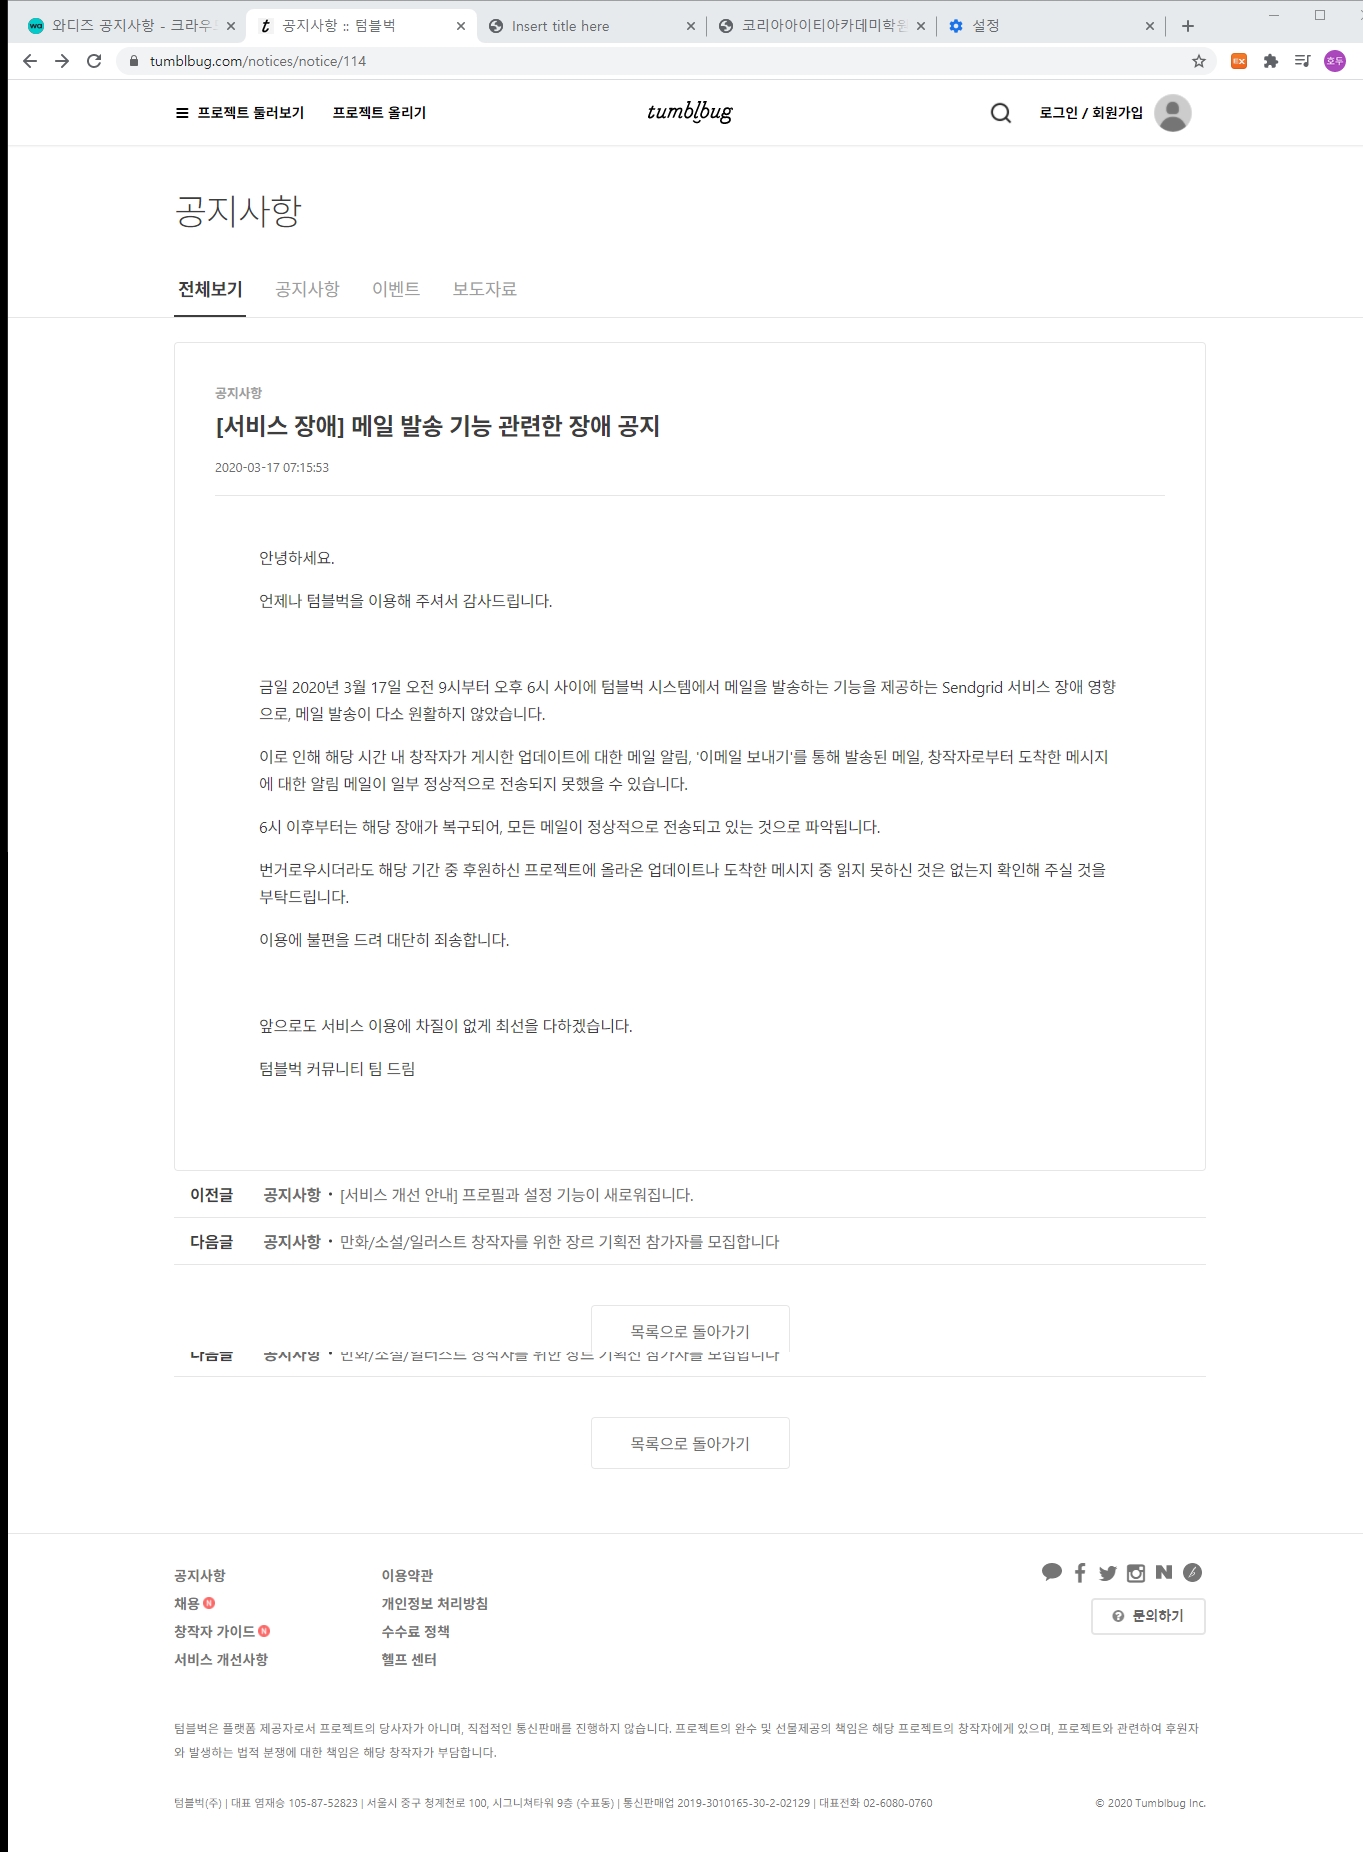 와디즈 공지사항 - 크라우
공지사항 :: 텀블벅
Insert title here
코리아아이티아카데미학원
설정
tumblbug.com/notices/notice/114
호두
프로젝트 둘러보기 프로젝트 올리기
tumblbug
로그인 / 회원가입
공지사항
전체보기 공지사항 이벤트 보도자료
공지사항
[서비스 장애] 메일 발송 기능 관련한 장애 공지
2020-03-17 07:15:53
안녕하세요.
언제나 텀블벅을 이용해 주셔서 감사드립니다.
금일 2020년 3월 17일 오전 9시부터 오후 6시 사이에 텀블벅 시스템에서 메일을 발송하는 기능을 제공하는 Sendgrid 서비스 장애 영향
으로, 메일 발송이 다소 원활하지 않았습니다.
이로 인해 해당 시간 내 창작자가 게시한 업데이트에 대한 메일 알림, '이메일 보내기'를 통해 발송된 메일, 창작자로부터 도착한 메시지
에 대한 알림 메일이 일부 정상적으로 전송되지 못했을 수 있습니다.
6시 이후부터는 해당 장애가 복구되어, 모든 메일이 정상적으로 전송되고 있는 것으로 파악됩니다.
번거로우시더라도 해당 기간 중 후원하신 프로젝트에 올라온 업데이트나 도착한 메시지 중 읽지 못하신 것은 없는지 확인해 주실 것을
부탁드립니다.
이용에 불편을 드려 대단히 죄송합니다.
앞으로도 서비스 이용에 차질이 없게 최선을 다하겠습니다.
텀블벅 커뮤니티 팀 드림
이전글 공지사항 • [서비스 개선 안내] 프로필과 설정 기능이 새로워집니다.
다음글 공지사항 • 만화/소설/일러스트 창작자를 위한 장르 기획전 참가자를 모집합니다
목록으로 돌아가기
다음글 공지사항 • 만화/소설/일러스트 창작자를 위한 장르 기획전 참가자를 모집합니다
목록으로 돌아가기
공지사항 이용약관
채용 N 개인정보 처리방침
창작자 가이드 N 수수료 정책
서비스 개선사항 헬프 센터
문의하기
텀블벅은 플랫폼 제공자로서 프로젝트의 당사자가 아니며, 직접적인 통신판매를 진행하지 않습니다. 프로젝트의 완수 및 선물제공의 책임은 해당 프로젝트의 창작자에게 있으며, 프로젝트와 관련하여 후원자
와 발생하는 법적 분쟁에 대한 책임은 해당 창작자가 부담합니다.
텀블벅(주) | 대표 염재승 105-87-52823 | 서울시 중구 청계천로 100, 시그니쳐타워 9층 (수표동) | 통신판매업 2019-3010165-30-2-02129 | 대표전화 02-6080-0760
© 2020 Tumblbug Inc.